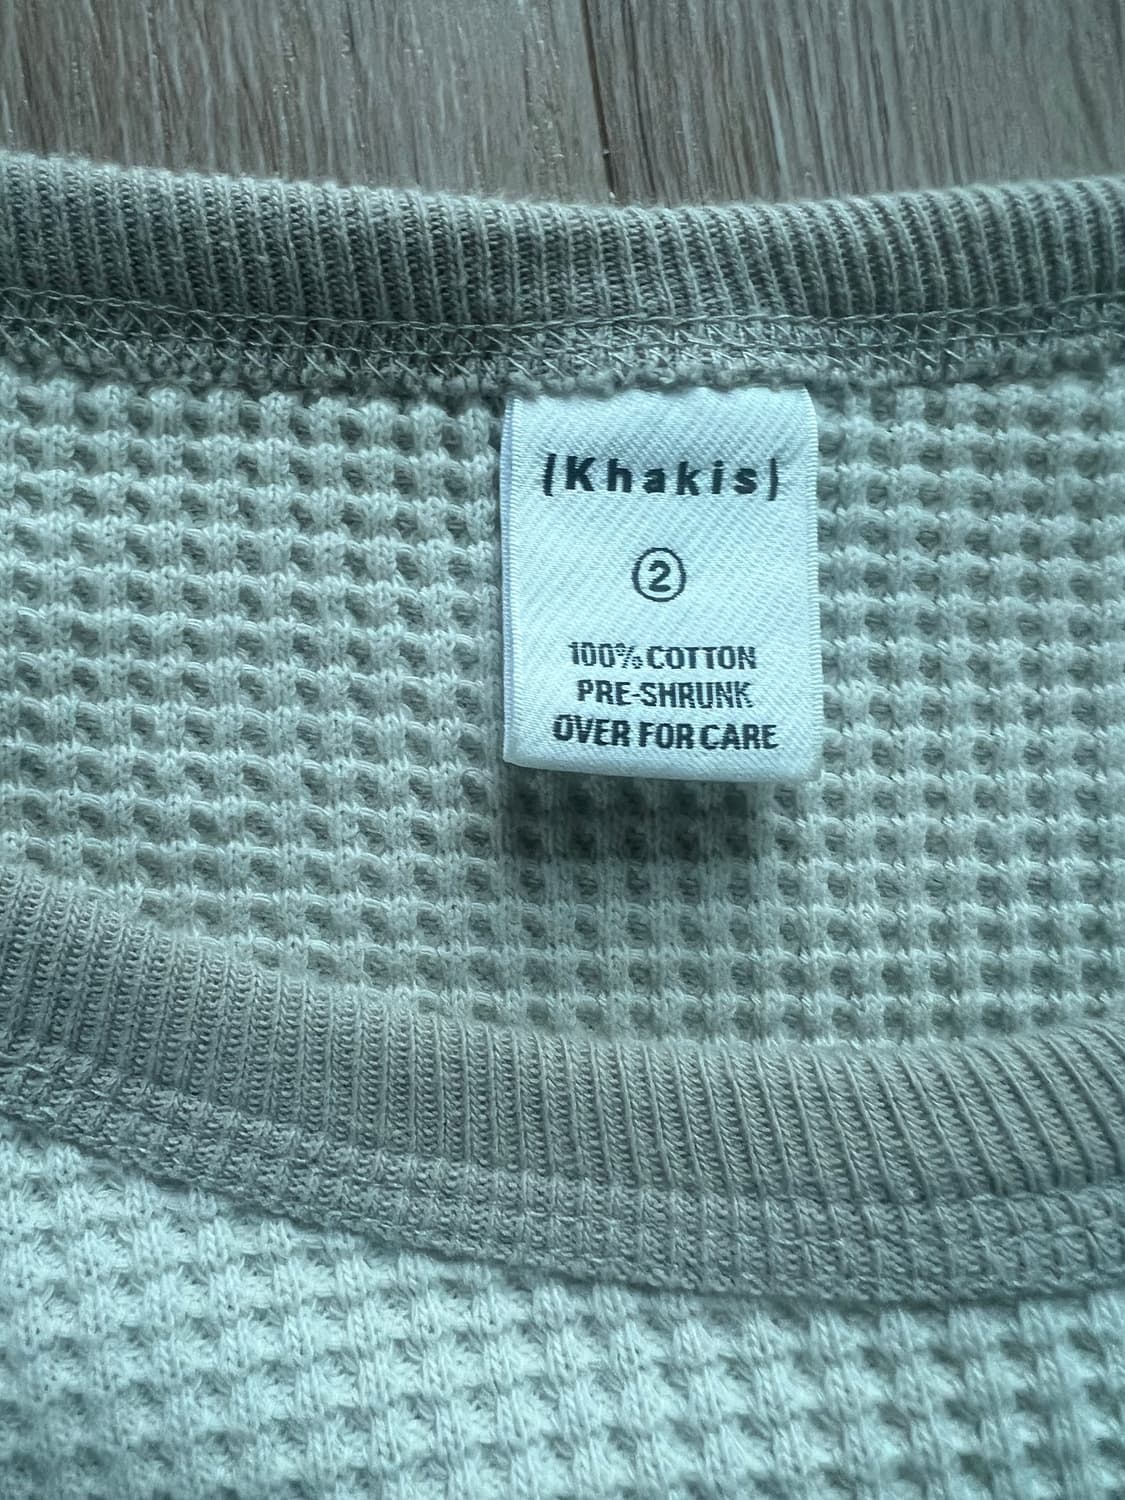 (Khakis)
②
100% COTTON
PRE-SHRUNK
OVER FOR CARE